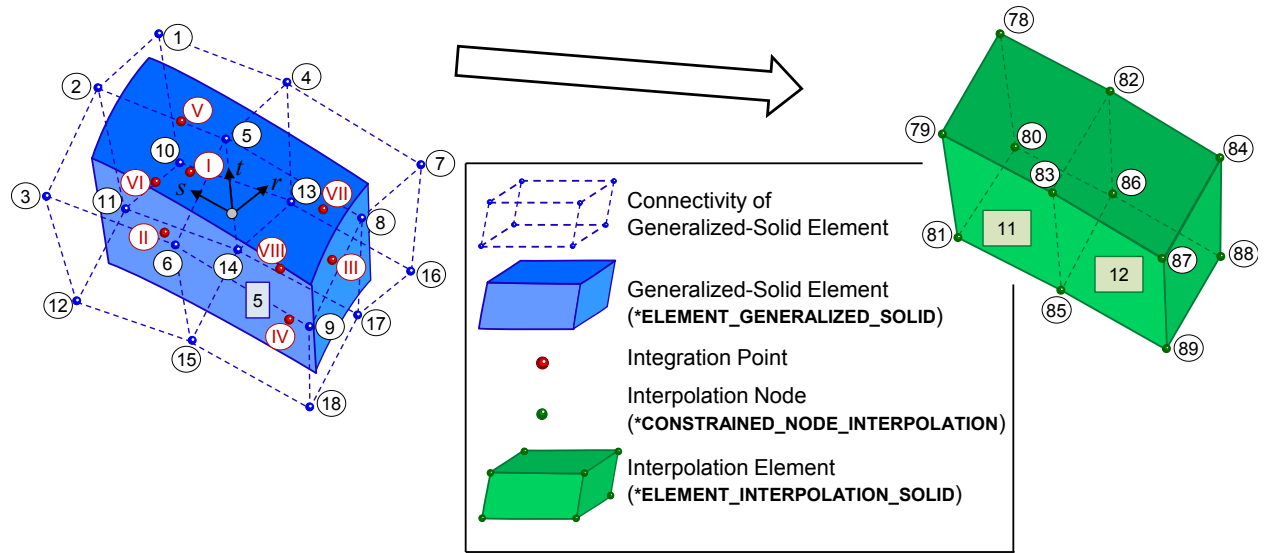 1
2
4
V
5
7
10
I
t
VI
s
r
13
VII
3
11
8
II
6
14
VIII
III
16
12
5
IV
9
17
15
18
78
82
79
80
84
83
86
81
11
87
88
12
85
89
Connectivity of
Generalized-Solid Element
Generalized-Solid Element
(*ELEMENT_GENERALIZED_SOLID)
Integration Point
Interpolation Node
(*CONSTRAINED_NODE_INTERPOLATION)
Interpolation Element
(*ELEMENT_INTERPOLATION_SOLID)